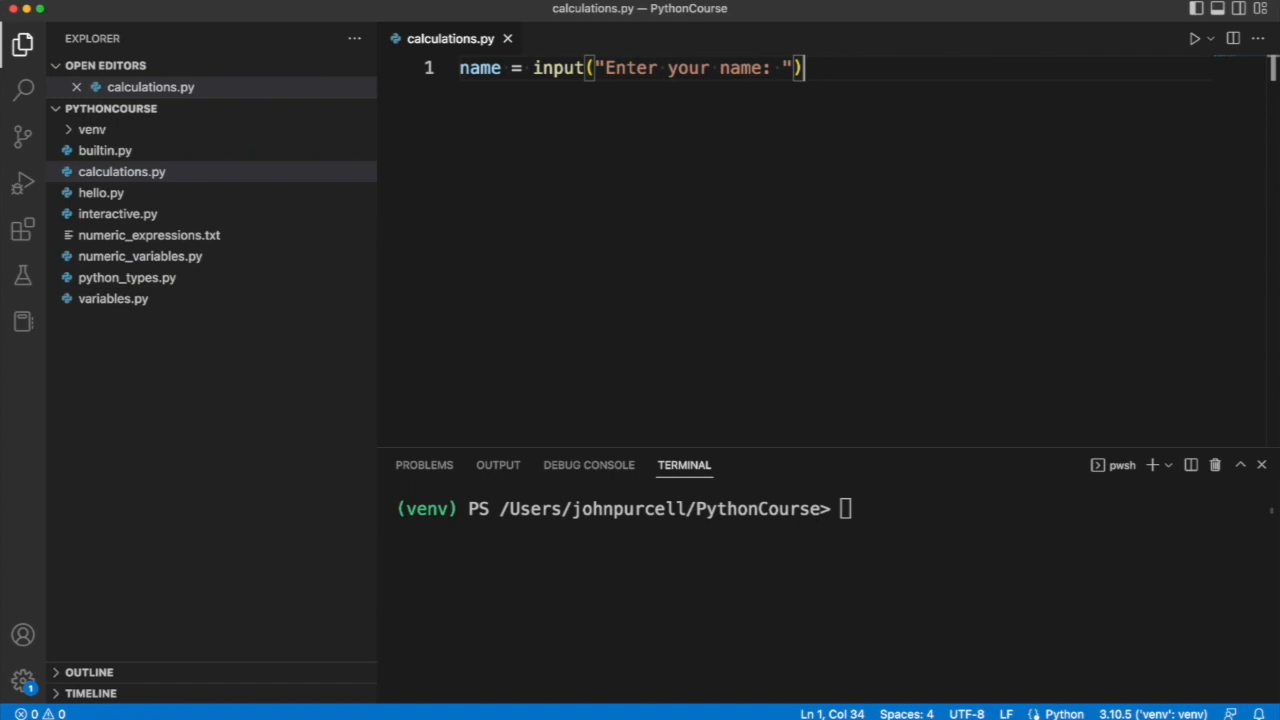 calculations.py — PythonCourse
EXPLORER
calculations.py
OPEN EDITORS
calculations.py
PYTHONCOURSE
venv
builtin.py
calculations.py
hello.py
interactive.py
numeric_expressions.txt
numeric_variables.py
python_types.py
variables.py
1 name = input("Enter your name: ")
PROBLEMS OUTPUT DEBUG CONSOLE TERMINAL
pwsh
(venv) PS /Users/johnpurcell/PythonCourse>
OUTLINE
TIMELINE
1
0 0 Ln 1, Col 34 Spaces: 4 UTF-8 LF Python 3.10.5 ('venv': venv)